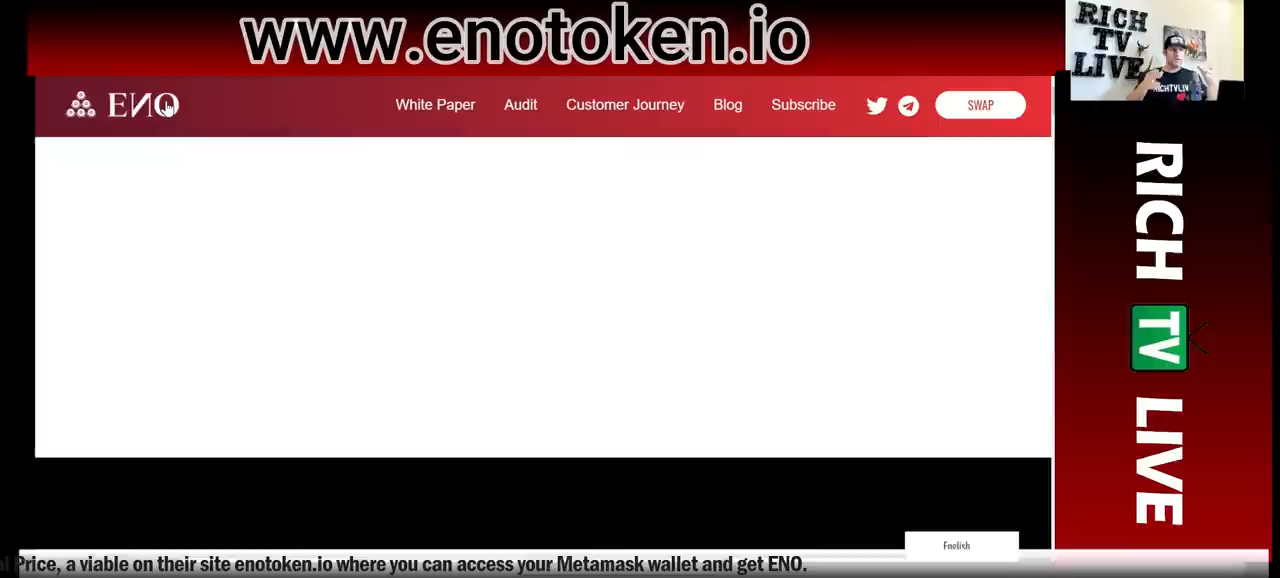 www.enotoken.io
RICH
TV
LIVE
RICHTVLIVE
ENO
White Paper
Audit
Customer Journey
Blog
Subscribe
SWAP
RICH TV LIVE
English
Price, a viable on their site enotoken.io where you can access your Metamask wallet and get ENO.